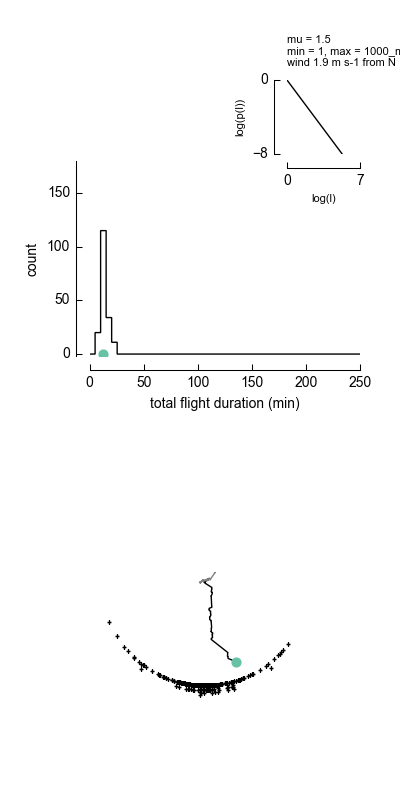 mu = 1.5
min = 1, max = 1000_m
wind 1.9 m s-1 from N
0
log(p(l))
−8
0 7
log(l)
150
100
50
0
count
0 50 100 150 200 250
total flight duration (min)